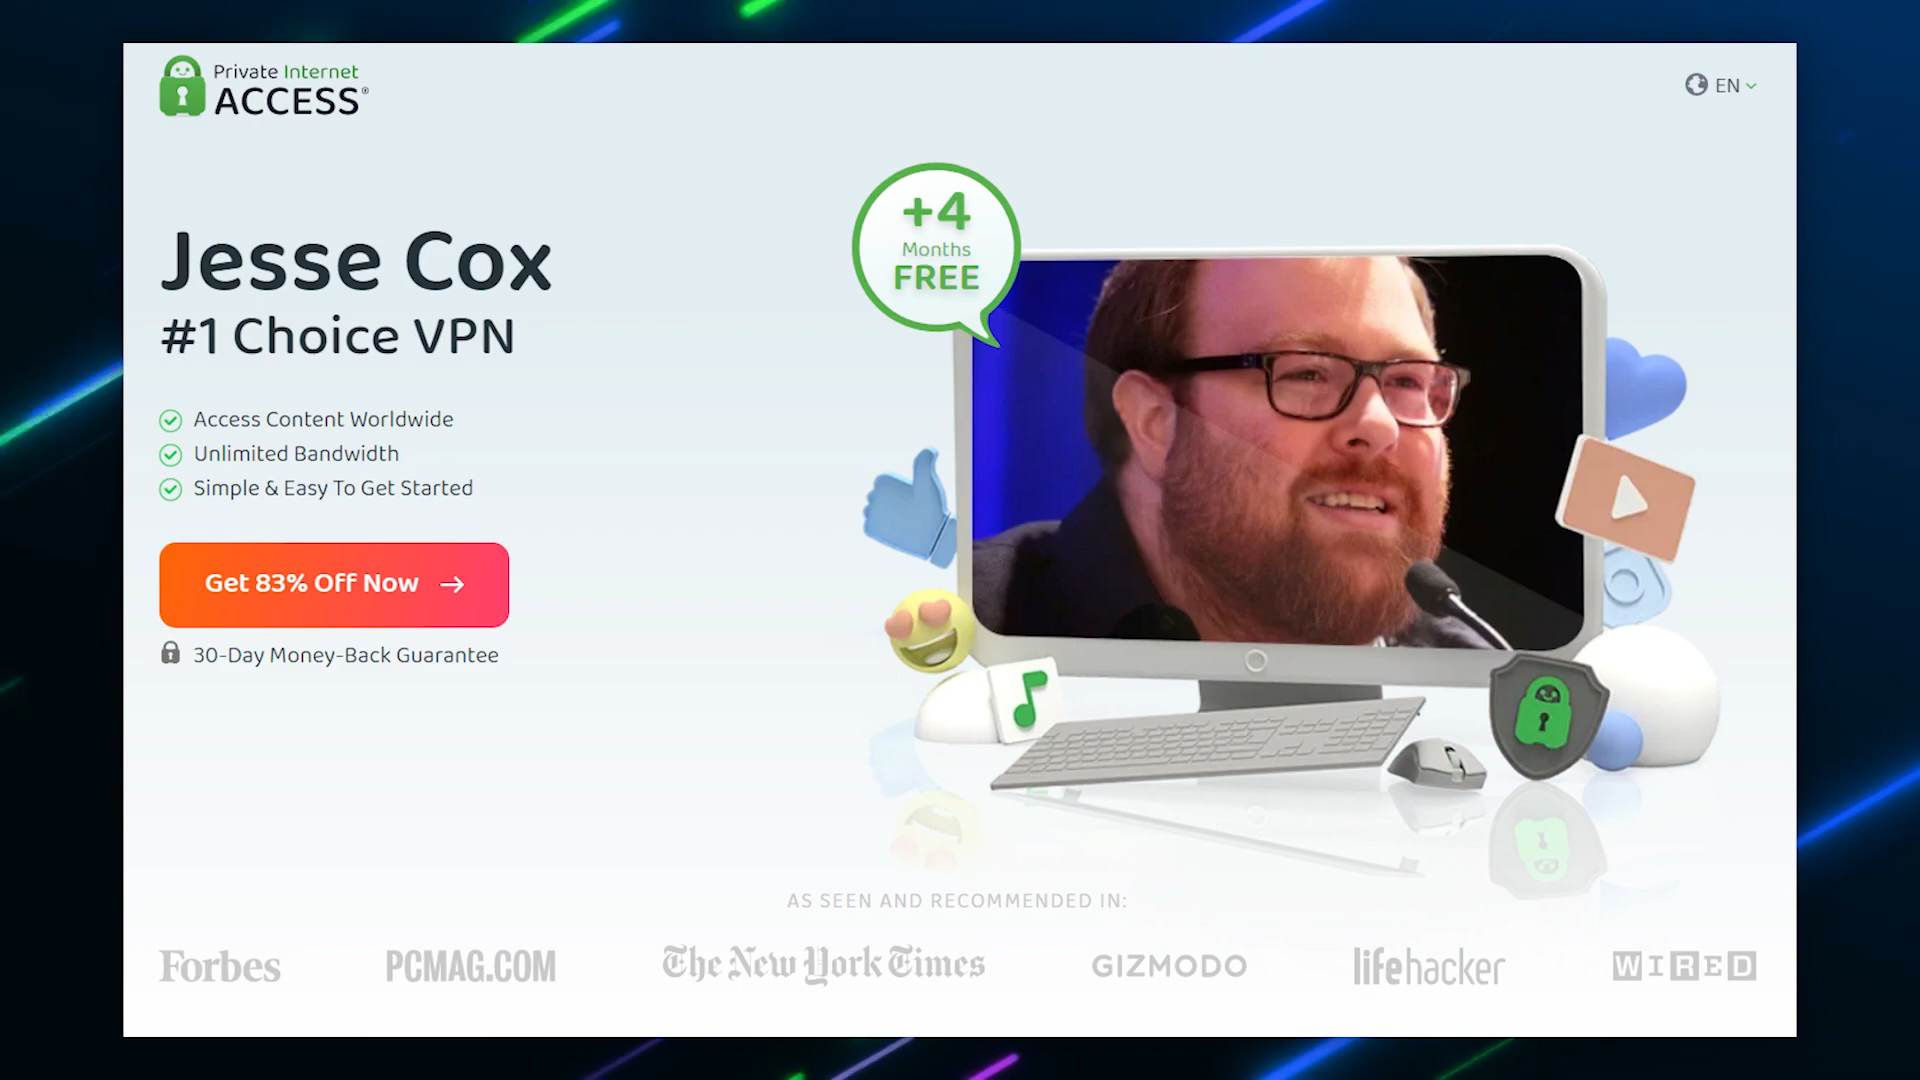 Private Internet
ACCESS®
EN
+4
Months
FREE
Jesse Cox
#1 Choice VPN
Access Content Worldwide
Unlimited Bandwidth
Simple & Easy To Get Started
Get 83% Off Now →
30-Day Money-Back Guarantee
AS SEEN AND RECOMMENDED IN:
Forbes
PCMAG.COM
The New York Times
GIZMODO
lifehacker
WIRED